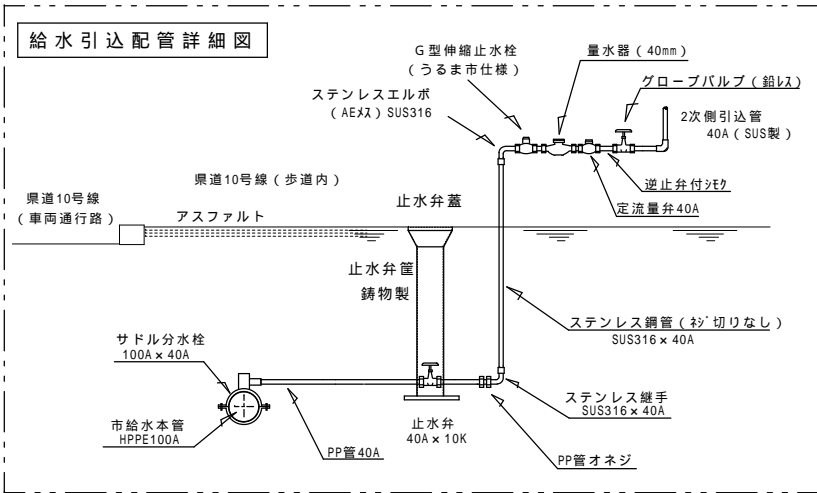 給水引込配管詳細図
G型伸縮止水栓
(うるま市仕様)
量水器(40mm)
グローブバルブ(鉛ﾚｽ)
ステンレスエルボ
(AEﾒｽ)SUS316
2次側引込管
40A(SUS製)
逆止弁付ｼﾓｸ
定流量弁40A
県道10号線(歩道内)
県道10号線
(車両通行路)
アスファルト
止水弁蓋
止水弁筐
鋳物製
ステンレス鋼管(ﾈｼﾞ切りなし)
SUS316×40A
サドル分水栓
100A×40A
ステンレス継手
SUS316×40A
市給水本管
HPPE100A
止水弁
40A×10K
PP管40A
PP管オネジ